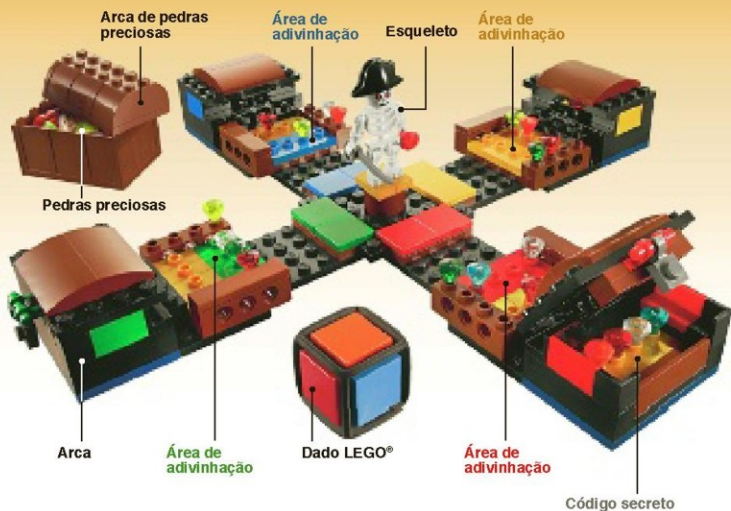 Arca de pedras
preciosas
Área de
adivinhação
Esqueleto
Área de
adivinhação
Pedras preciosas
Arca
Área de
adivinhação
Dado LEGO®
Área de
adivinhação
Código secreto